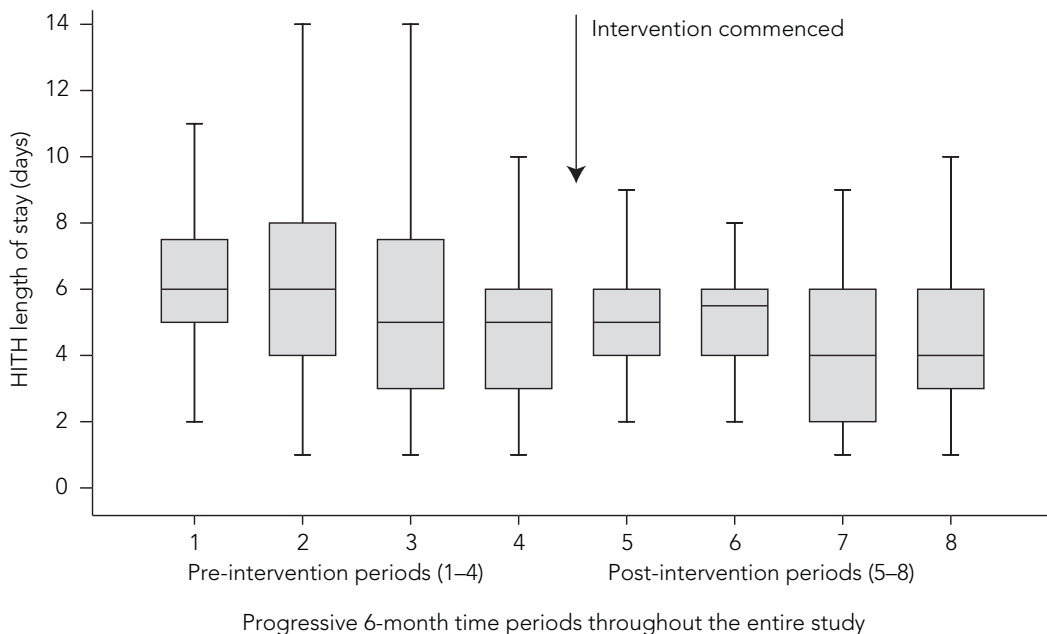 14
Intervention commenced
12
10
8
6
4
2
0
HITH length of stay (days)
1 2 3 4 5 6 7 8
Pre-intervention periods (1–4) Post-intervention periods (5–8)
Progressive 6-month time periods throughout the entire study